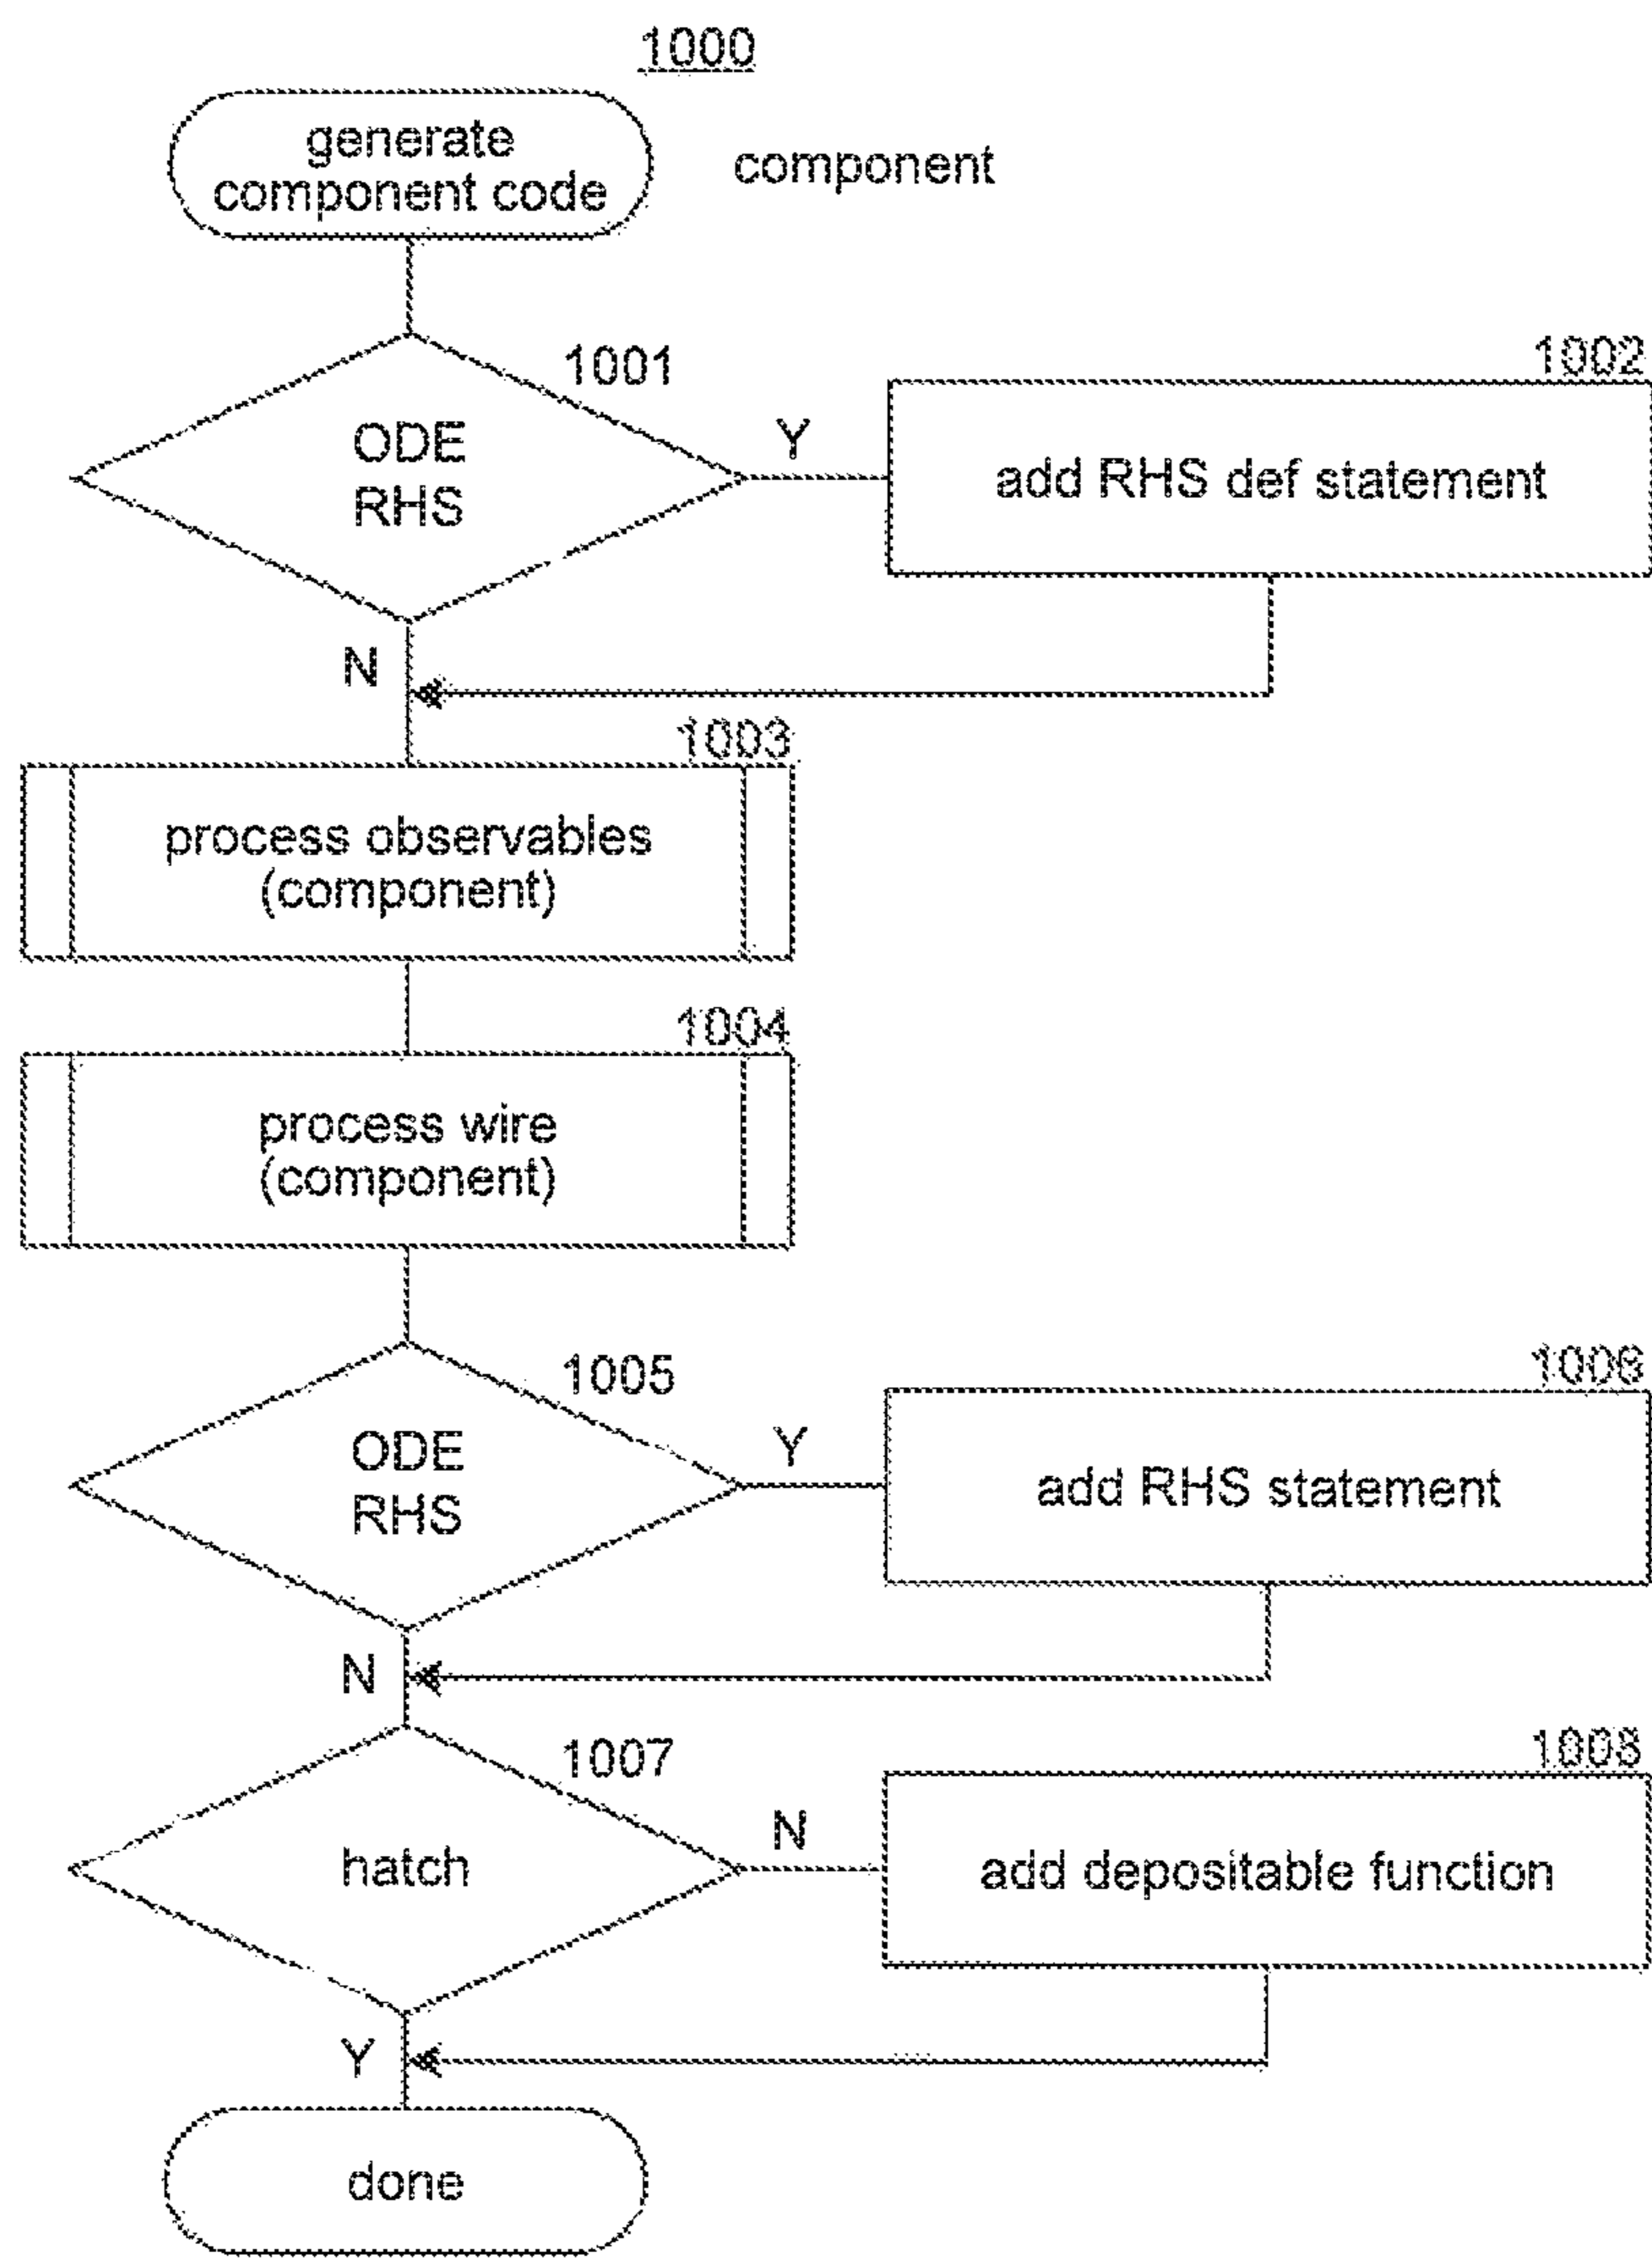 1000
generate
component code
component
1001
ODE
RHS
Y
1002
add RHS def statement
N
1003
process observables
(component)
1004
process wire
(component)
1005
ODE
RHS
Y
1006
add RHS statement
N
1007
hatch
N
1008
add depositable function
Y
done